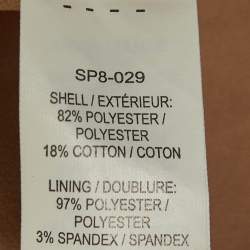 SP8-029
SHELL / EXTÉRIEUR:
82% POLYESTER /
POLYESTER
18% COTTON / COTON
LINING / DOUBLURE:
97% POLYESTER /
POLYESTER
3% SPANDEX / SPANDEX